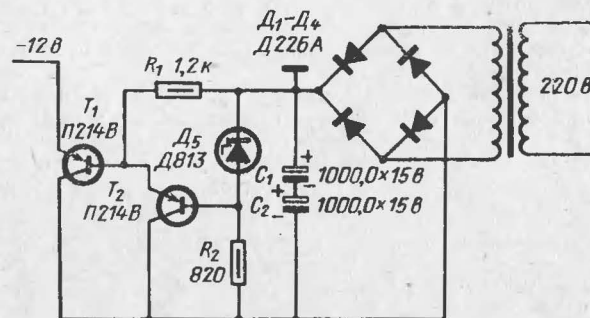 –12 в
Д₁–Д₄
Д226А
R₁ 1,2к
220 в
T₁
П214В
Д₅
Д813
T₂
П214В
+
C₁ 1000,0×15 в
–
+
C₂ 1000,0×15 в
–
R₂
820